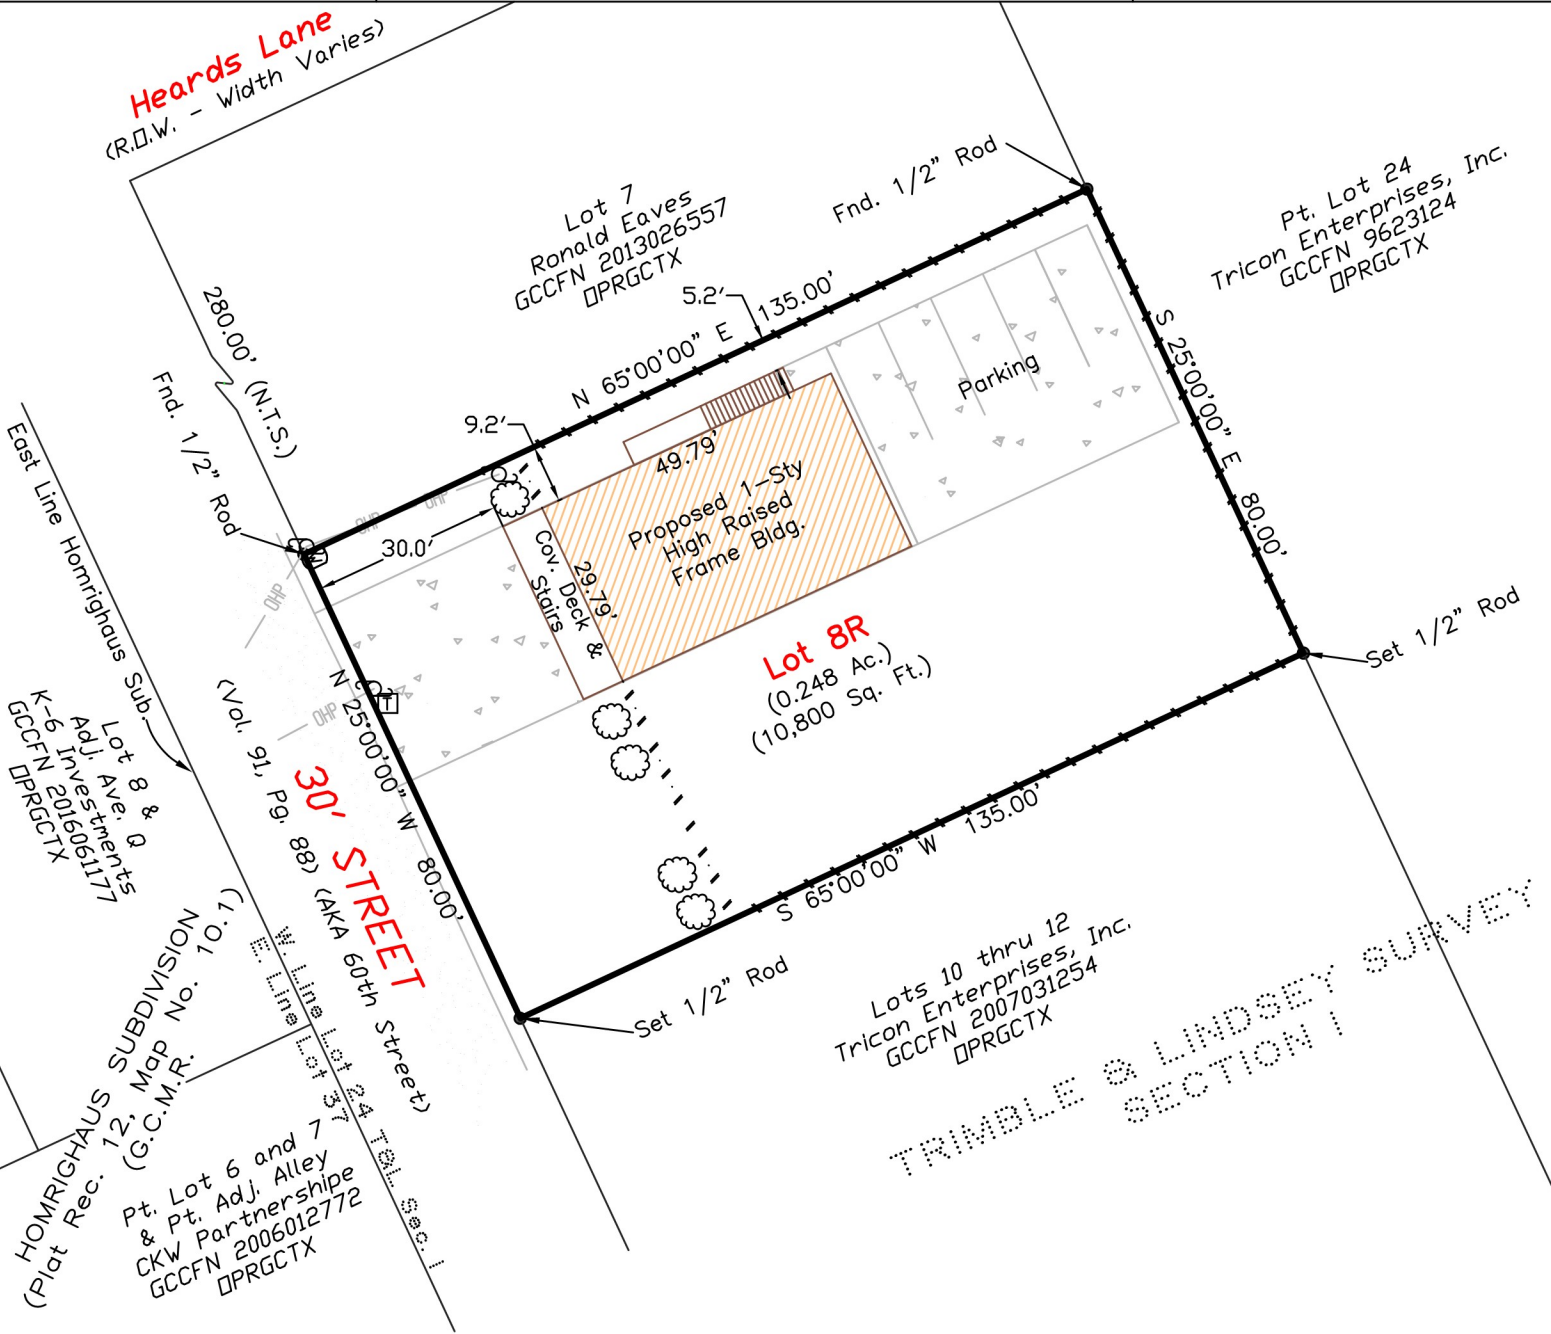 Heards Lane
(R.O.W. - Width Varies)
280.00' (N.T.S.)
Lot 7
Ronald Eaves
GCCFN 2013026557
OPRGCTX
Fnd. 1/2" Rod
Pt. Lot 24
Tricon Enterprises, Inc.
GCCFN 9623124
OPRGCTX
5.2'
N 65°00'00" E 135.00'
9.2'
Fnd. 1/2" Rod
East Line Homrighaus Sub.
OHP
OHP
30.0'
OHP
OHP
49.79'
29.79'
Proposed 1-Sty
High Raised
Frame Bldg.
Cov. Deck &
Stairs
Parking
S 25°00'00" E 80.00'
Lot 8R
(0.248 Ac.)
(10,800 Sq. Ft.)
Set 1/2" Rod
T
N 25°00'00" W 80.00'
30' STREET
(Vol. 91, Pg. 88) (AKA 60th Street)
Lot 8 &
Adj. Ave. Q
K-6 Investments
GCCFN 2016061177
OPRGCTX
S 65°00'00" W 135.00'
Set 1/2" Rod
Lots 10 thru 12
Tricon Enterprises, Inc.
GCCFN 2007031254
OPRGCTX
TRIMBLE & LINDSEY SURVEY
SECTION 1
W. Line Lot 24 T&L Sec. 1
E. Line Lot 37
HOMRIGHAUS SUBDIVISION
(Plat Rec. 12, Map No. 10.1)
(G.C.M.R.
Pt. Lot 6 and 7
& Pt. Adj. Alley
CKW Partnershipe
GCCFN 2006012772
OPRGCTX